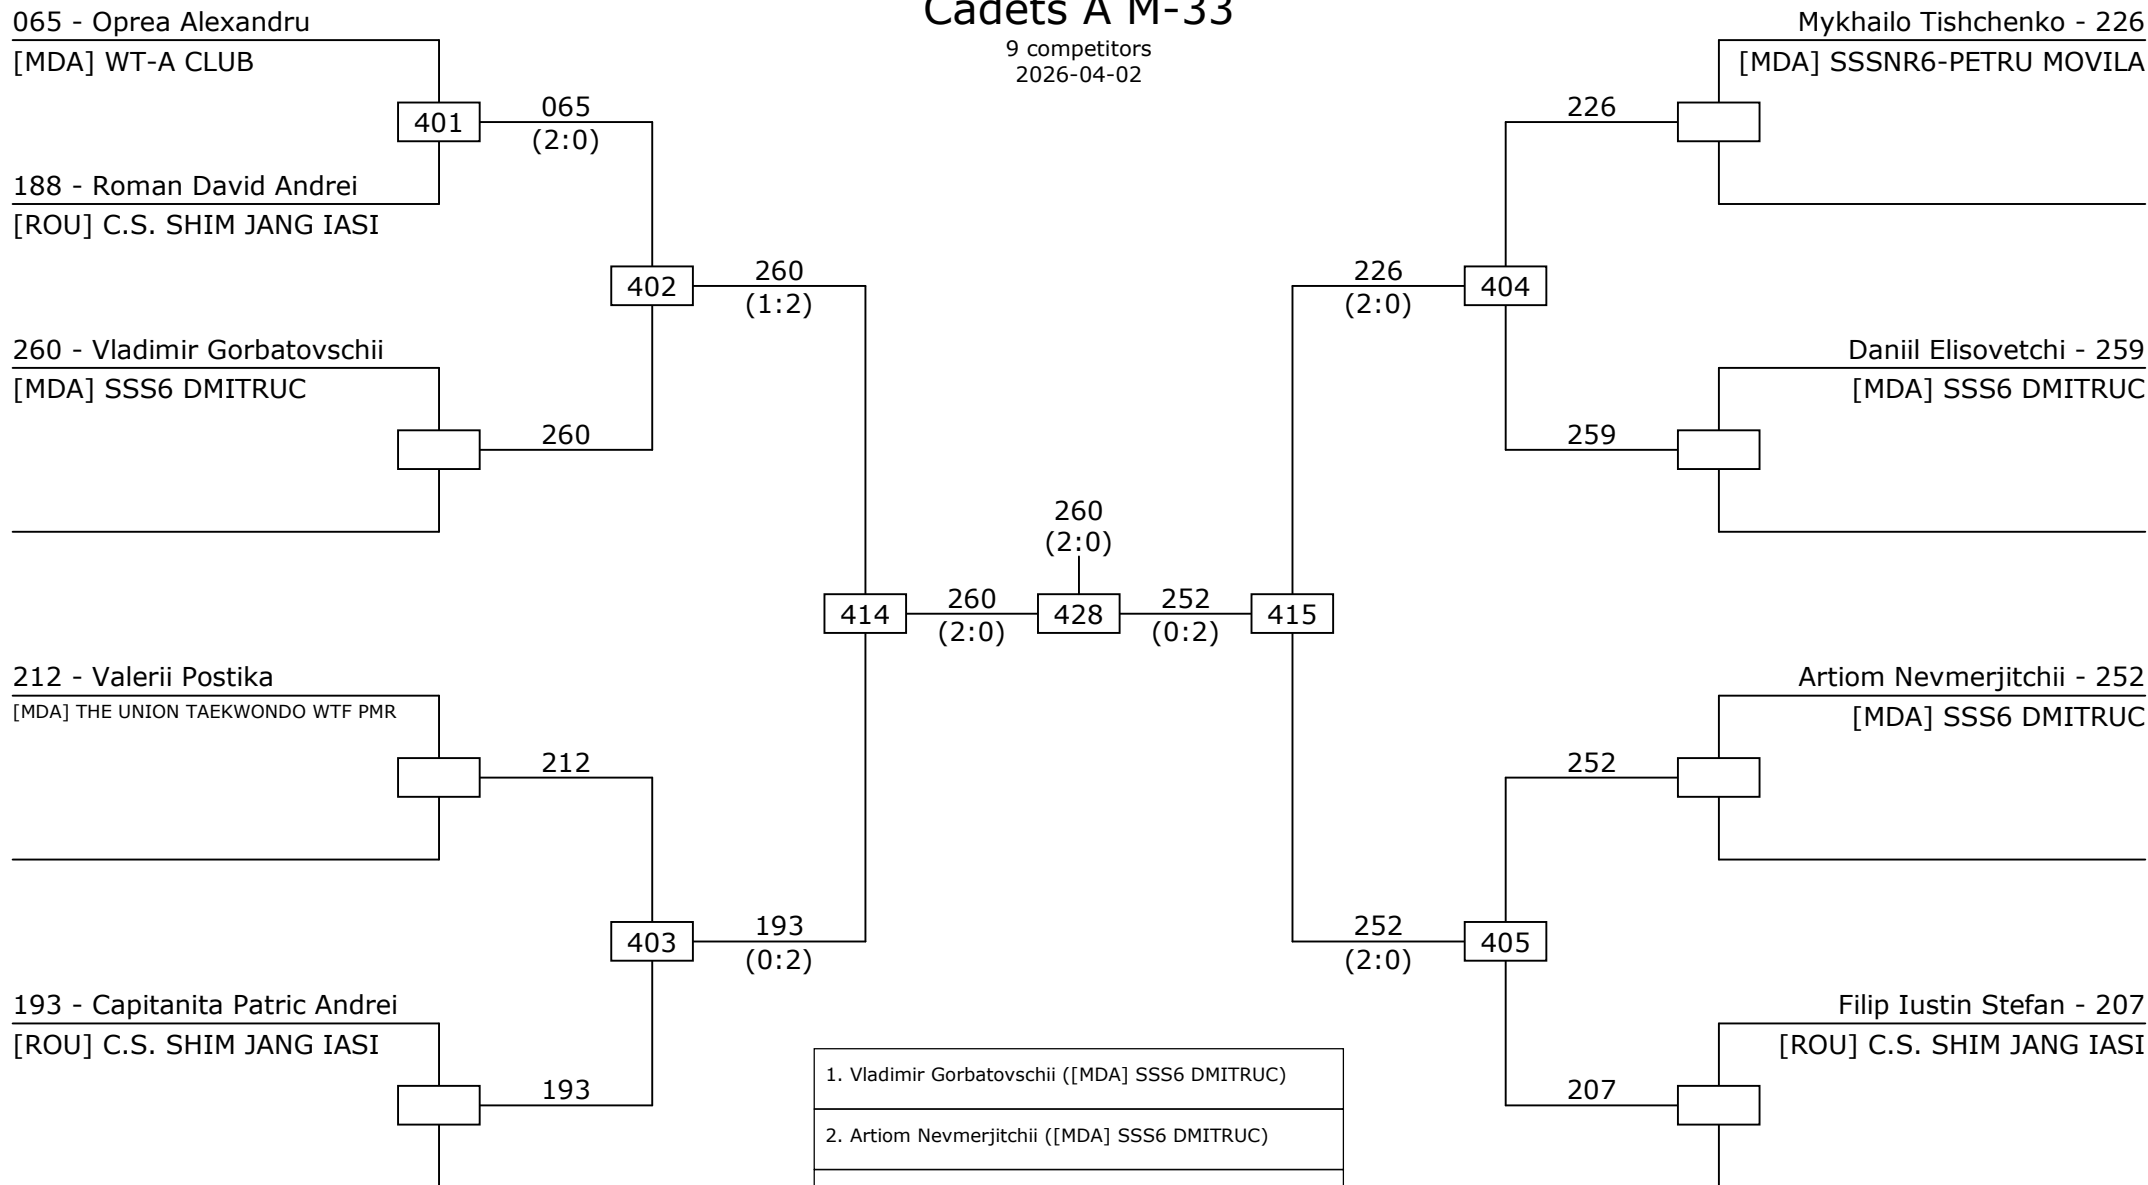 Cadets A M-33
9 competitors
2026-04-02
065 - Oprea Alexandru
[MDA] WT-A CLUB
401
065
(2:0)
188 - Roman David Andrei
[ROU] C.S. SHIM JANG IASI
402
260
(1:2)
260 - Vladimir Gorbatovschii
[MDA] SSS6 DMITRUC
260
212 - Valerii Postika
[MDA] THE UNION TAEKWONDO WTF PMR
212
403
193
(0:2)
193 - Capitanita Patric Andrei
[ROU] C.S. SHIM JANG IASI
193
414
260
(2:0)
260
(2:0)
428
252
(0:2)
415
Mykhailo Tishchenko - 226
[MDA] SSSNR6-PETRU MOVILA
226
226
(2:0)
404
Daniil Elisovetchi - 259
[MDA] SSS6 DMITRUC
259
Artiom Nevmerjitchii - 252
[MDA] SSS6 DMITRUC
252
252
(2:0)
405
Filip Iustin Stefan - 207
[ROU] C.S. SHIM JANG IASI
207
1. Vladimir Gorbatovschii ([MDA] SSS6 DMITRUC)
2. Artiom Nevmerjitchii ([MDA] SSS6 DMITRUC)